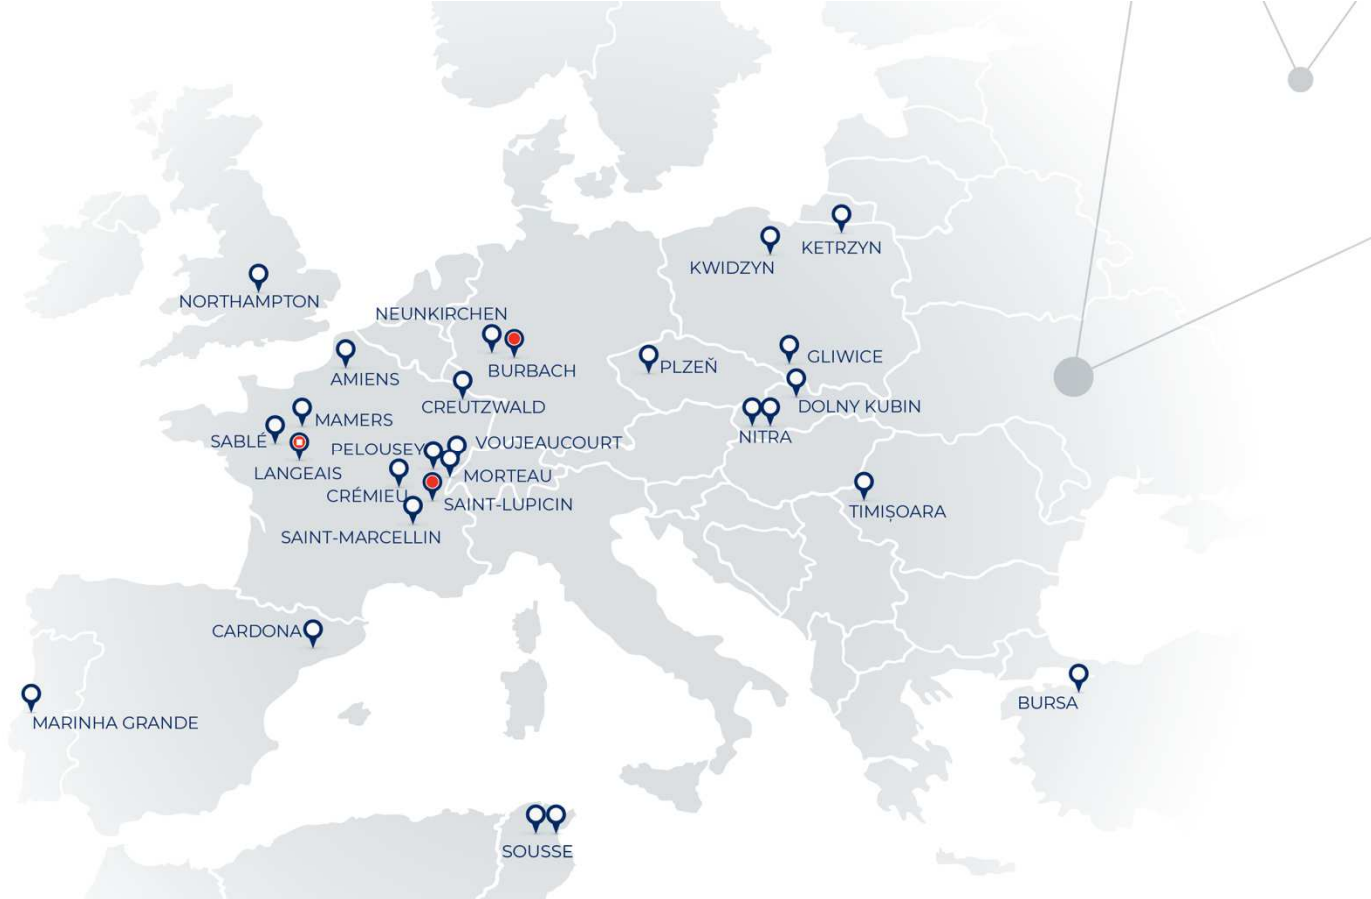 KETRZYN
KWIDZYN
NORTHAMPTON
NEUNKIRCHEN
GLIWICE
PLZEŇ
BURBACH
AMIENS
CREUTZWALD
DOLNY KUBIN
MAMERS
NITRA
SABLÉ
VOUJEAUCOURT
PELOUSEY
LANGEAIS
MORTEAU
CRÉMIEU
SAINT-LUPICIN
TIMIȘOARA
SAINT-MARCELLIN
CARDONA
BURSA
MARINHA GRANDE
SOUSSE